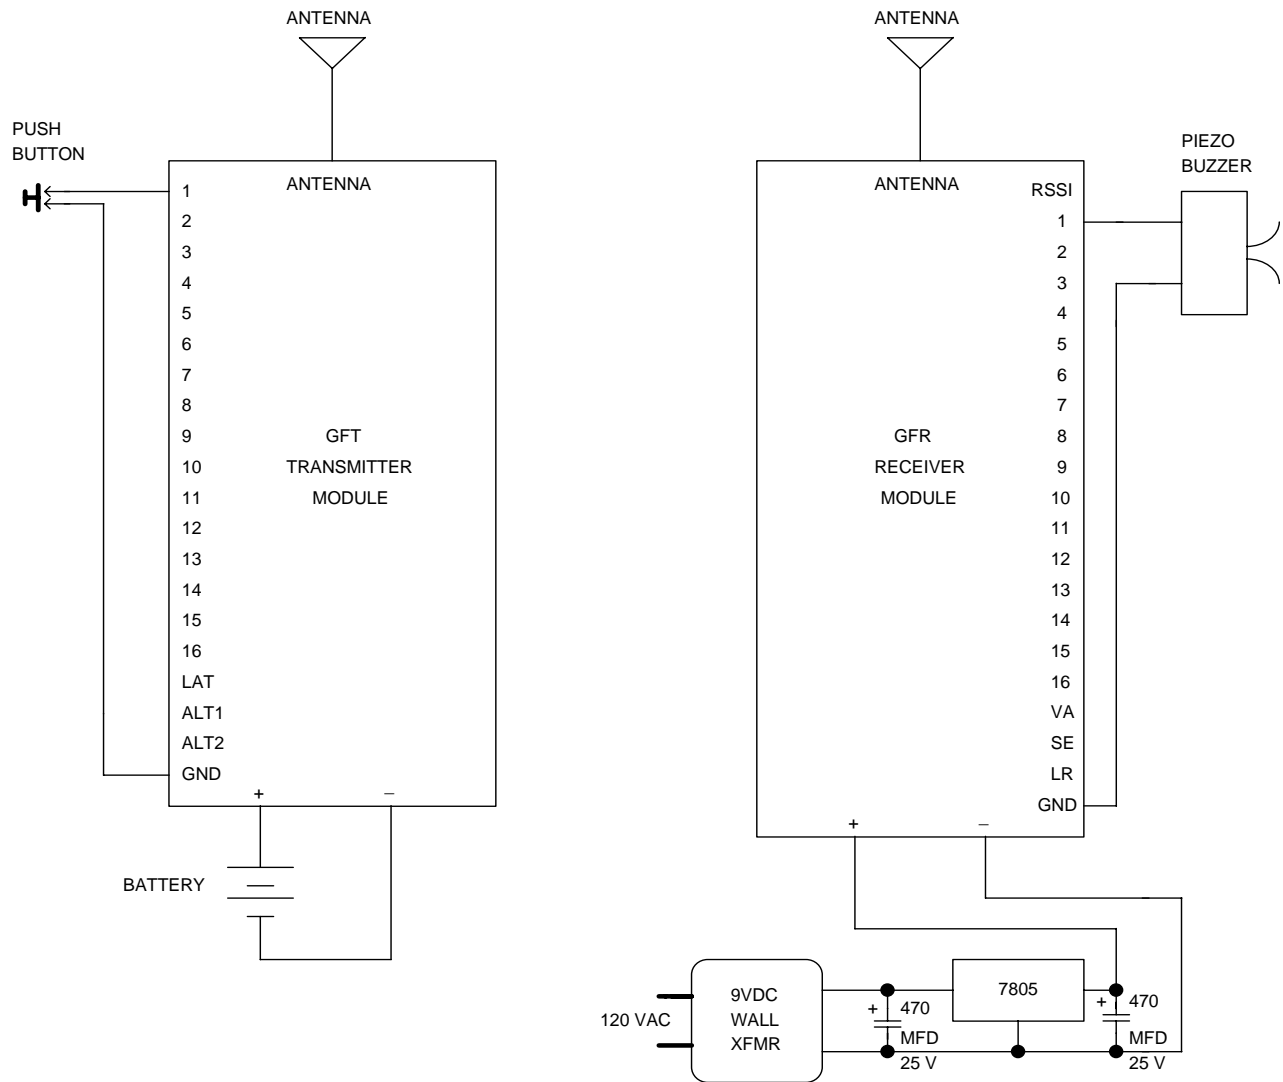 ANTENNA
PUSH
BUTTON
ANTENNA
1
2
3
4
5
6
7
8
9
10
11
12
13
14
15
16
LAT
ALT1
ALT2
GND
GFT
TRANSMITTER
MODULE
+
−
BATTERY
ANTENNA
ANTENNA
RSSI
1
2
3
4
5
6
7
8
9
10
11
12
13
14
15
16
VA
SE
LR
GND
GFR
RECEIVER
MODULE
+
−
PIEZO
BUZZER
120 VAC
9VDC
WALL
XFMR
+
470
MFD
25 V
7805
+
470
MFD
25 V